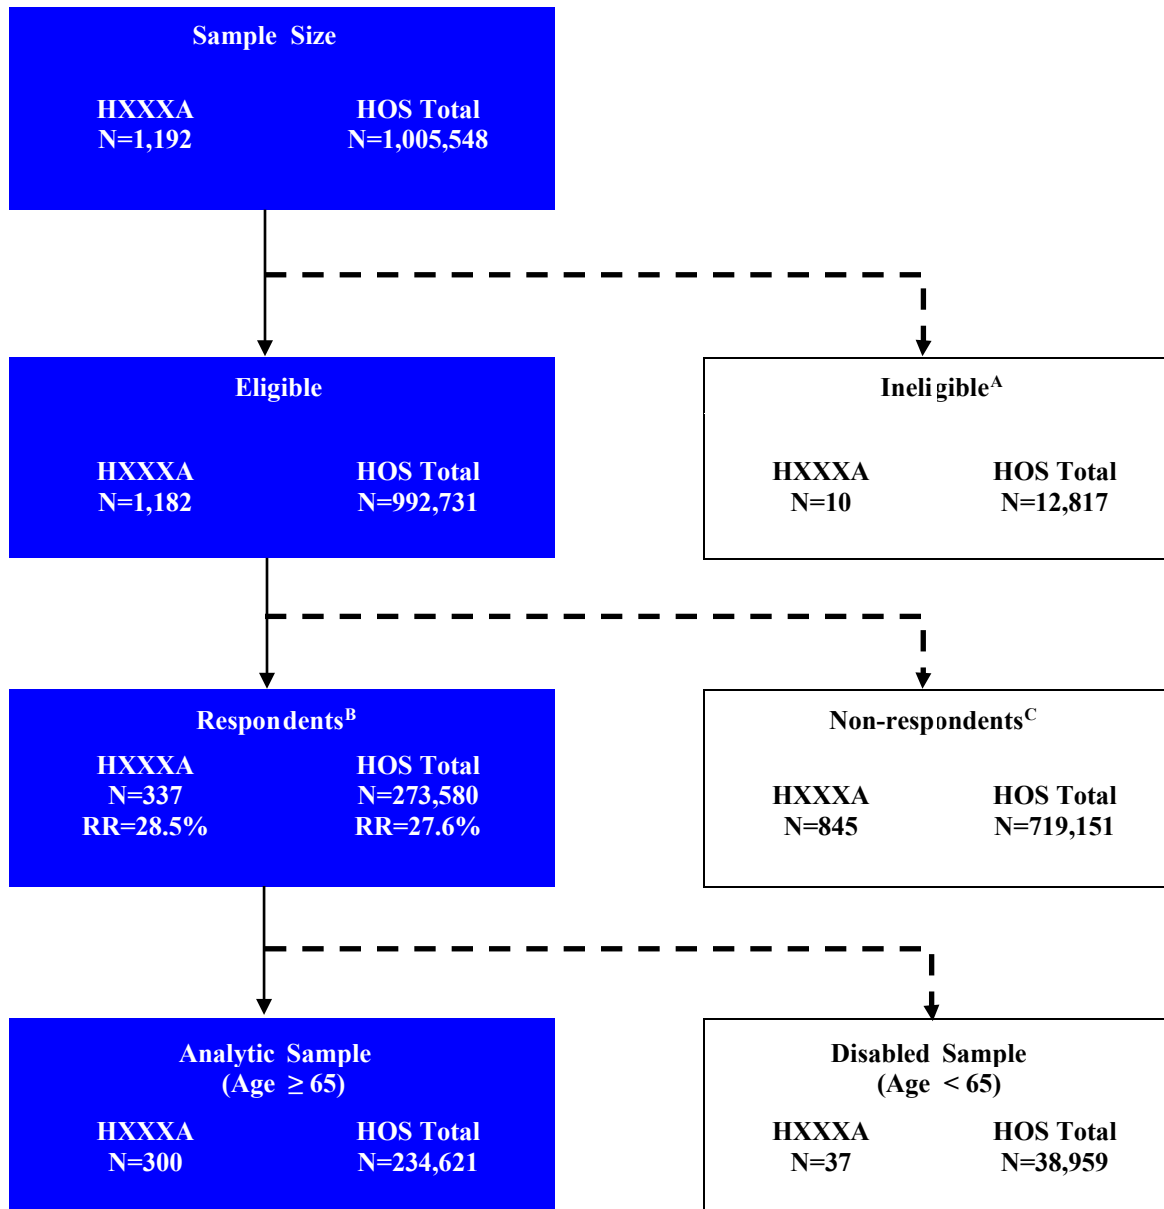 Sample Size
HXXXA HOS Total
N=1,192 N=1,005,548
Eligible
HXXXA HOS Total
N=1,182 N=992,731
Ineligible^A
HXXXA HOS Total
N=10 N=12,817
Respondents^B
HXXXA HOS Total
N=337 N=273,580
RR=28.5% RR=27.6%
Non-respondents^C
HXXXA HOS Total
N=845 N=719,151
Analytic Sample
(Age ≥ 65)
HXXXA HOS Total
N=300 N=234,621
Disabled Sample
(Age < 65)
HXXXA HOS Total
N=37 N=38,959